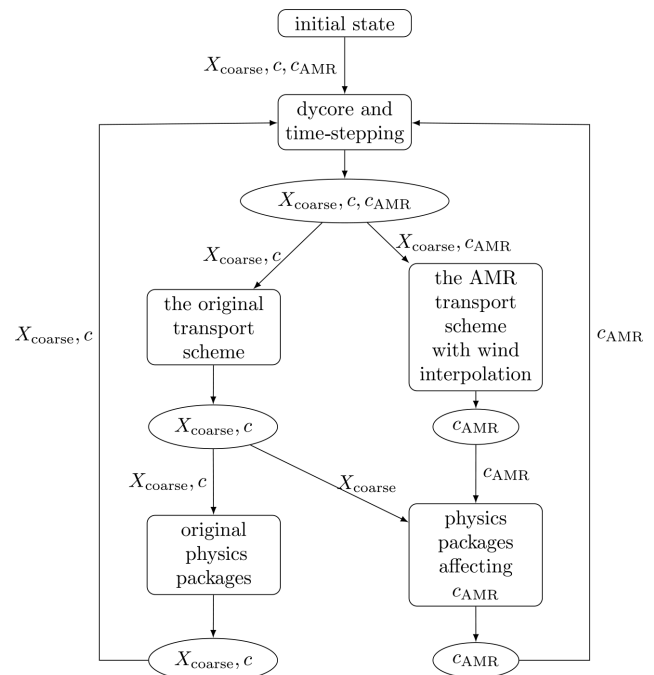 initial state
X_coarse, c, c_AMR
dycore and
time-stepping
X_coarse, c, c_AMR
X_coarse, c
X_coarse, c_AMR
the original
transport
scheme
the AMR
transport
scheme
with wind
interpolation
X_coarse, c
c_AMR
X_coarse, c
c_AMR
X_coarse, c
X_coarse
c_AMR
original
physics
packages
physics
packages
affecting
c_AMR
X_coarse, c
c_AMR